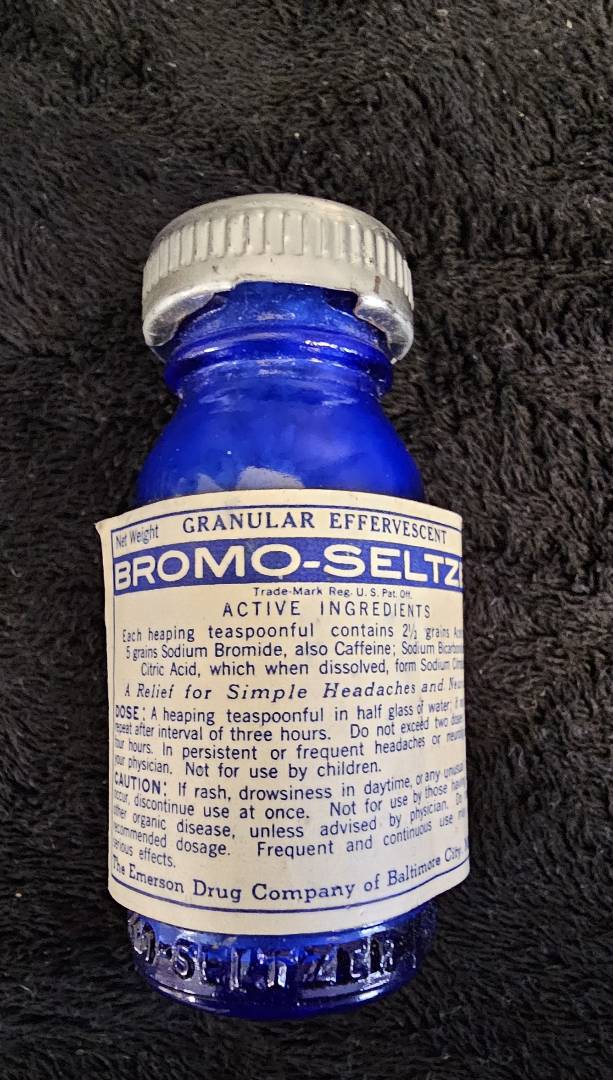 Net Weight GRANULAR EFFERVESCENT
BROMO-SELTZ
Trade-Mark Reg. U. S. Pat. Off.
ACTIVE INGREDIENTS
Each heaping teaspoonful contains 2½ grains
5 grains Sodium Bromide, also Caffeine; Sodium
Citric Acid, which when dissolved, form Sodium
A Relief for Simple Headaches and
DOSE: A heaping teaspoonful in half glass of water; if
repeat after interval of three hours. Do not exceed two
hours. In persistent or frequent headaches or
your physician. Not for use by children.
CAUTION: If rash, drowsiness in daytime, or any
occur, discontinue use at once. Not for use by those
other organic disease, unless advised by physician. Do
recommended dosage. Frequent and continuous use
serious effects.
The Emerson Drug Company of Baltimore City
SELTZER